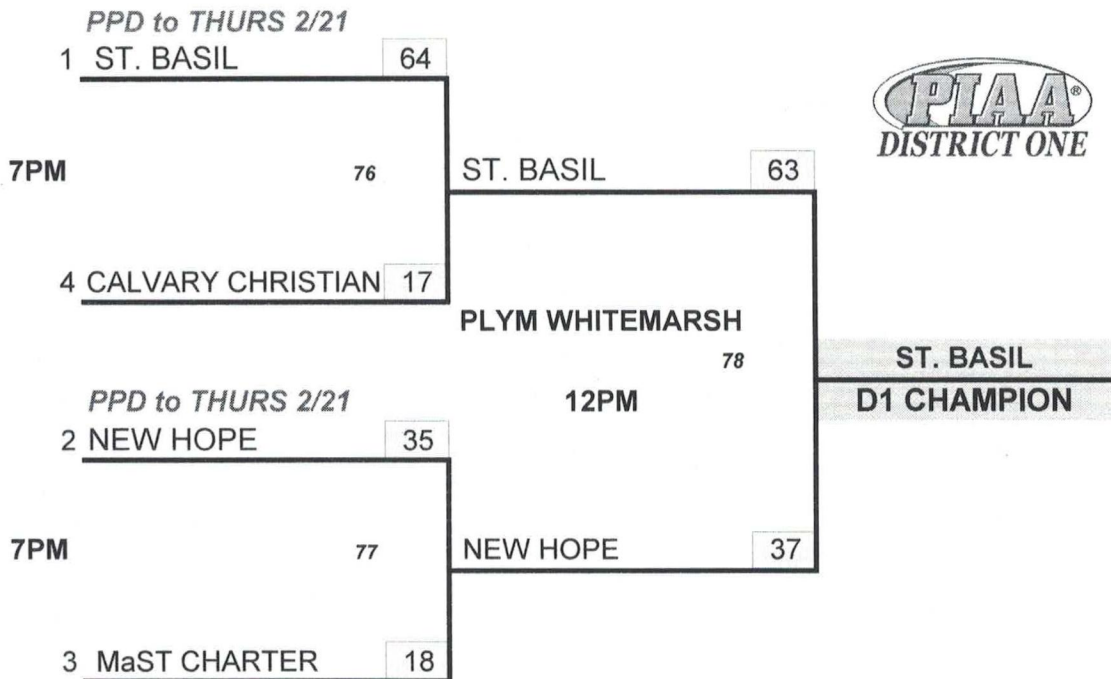 PPD to THURS 2/21
1 ST. BASIL 64
PIAA®
DISTRICT ONE
7PM 76 ST. BASIL 63
4 CALVARY CHRISTIAN 17
PLYM WHITEMARSH
78 ST. BASIL
PPD to THURS 2/21 12PM D1 CHAMPION
2 NEW HOPE 35
7PM 77 NEW HOPE 37
3 MaST CHARTER 18